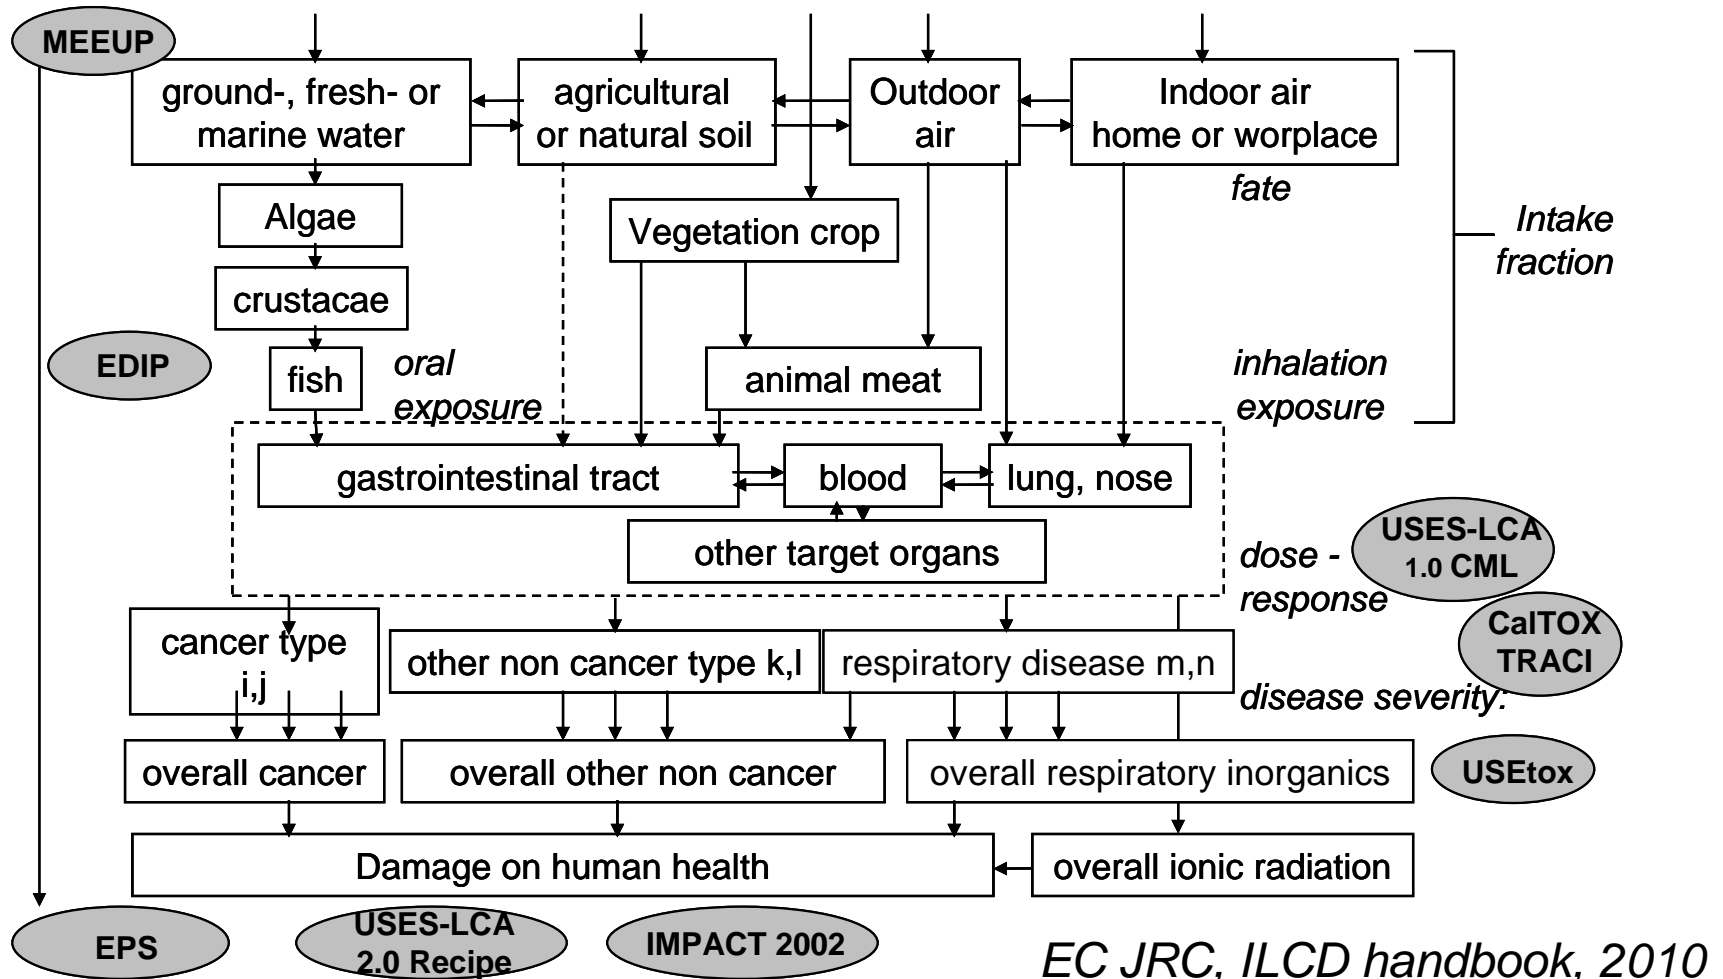 MEEUP
ground-, fresh- or
marine water
agricultural
or natural soil
Outdoor
air
Indoor air
home or worplace
fate
Algae
Vegetation crop
Intake
fraction
crustacae
EDIP
fish
oral
exposure
animal meat
inhalation
exposure
gastrointestinal tract
blood
lung, nose
other target organs
dose -
response
USES-LCA
1.0 CML
cancer type
i,j
other non cancer type k,l
respiratory disease m,n
CalTOX
TRACI
disease severity:
overall cancer
overall other non cancer
overall respiratory inorganics
USEtox
Damage on human health
overall ionic radiation
EPS
USES-LCA
2.0 Recipe
IMPACT 2002
EC JRC, ILCD handbook, 2010